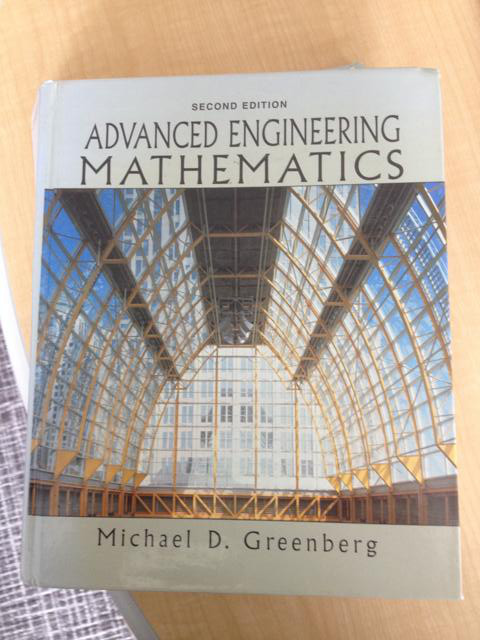 SECOND EDITION
ADVANCED ENGINEERING
MATHEMATICS
Michael D. Greenberg